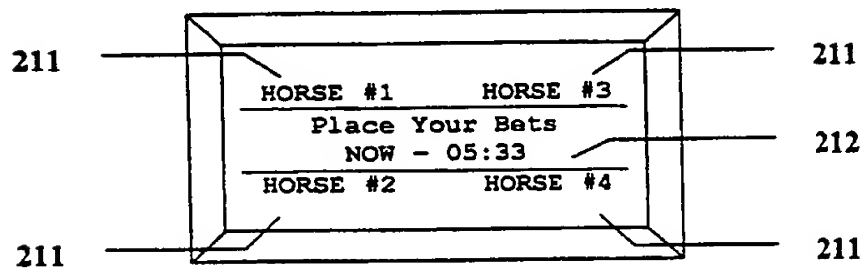 211 211
HORSE #1 HORSE #3
Place Your Bets
NOW - 05:33
212
HORSE #2 HORSE #4
211 211